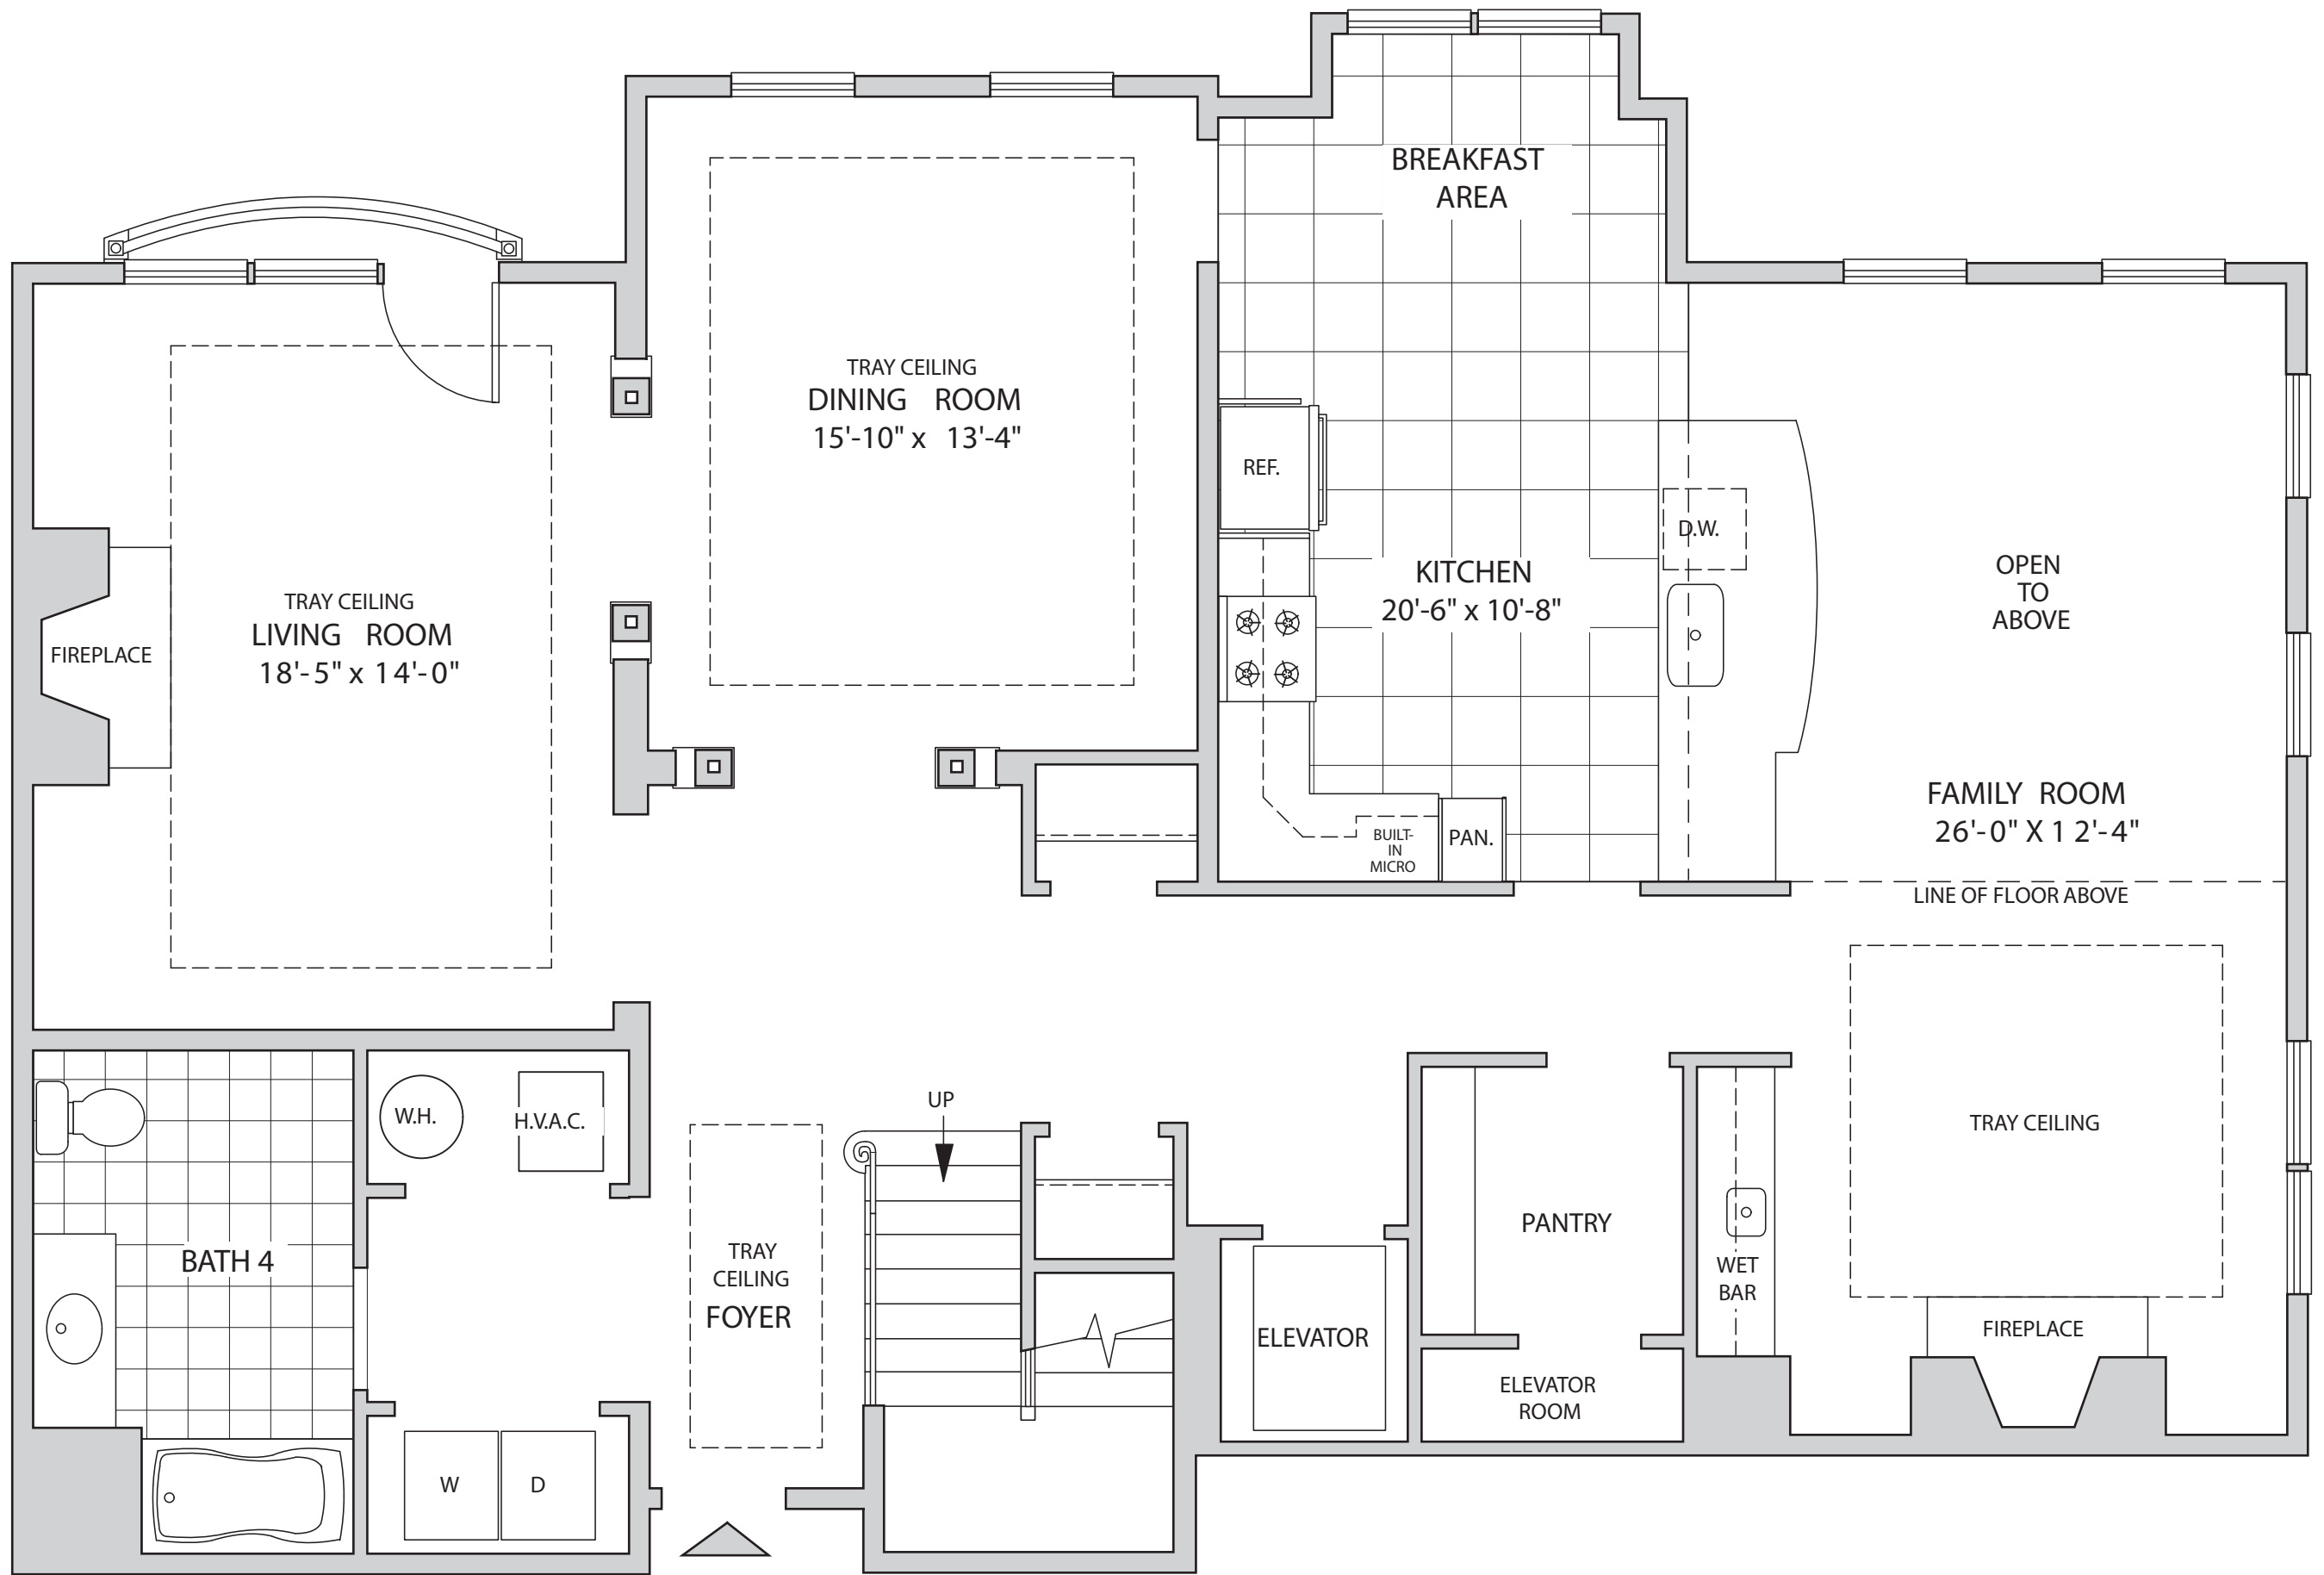 BREAKFAST
AREA
TRAY CEILING
DINING ROOM
15'-10" x 13'-4"
REF.
D.W.
KITCHEN
20'-6" x 10'-8"
OPEN
TO
ABOVE
TRAY CEILING
LIVING ROOM
18'-5" x 14'-0"
FIREPLACE
FAMILY ROOM
26'-0" X 1 2'-4"
BUILT-
IN
MICRO
PAN.
LINE OF FLOOR ABOVE
UP
W.H.
H.V.A.C.
TRAY CEILING
PANTRY
BATH 4
TRAY
CEILING
FOYER
WET
BAR
ELEVATOR
FIREPLACE
ELEVATOR
ROOM
W
D